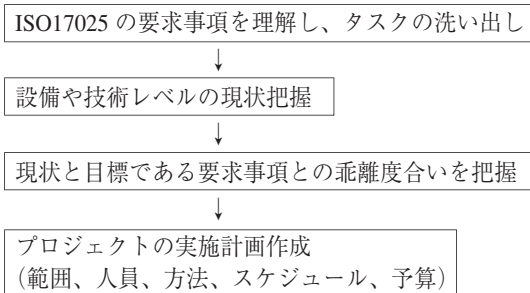 ISO17025 の要求事項を理解し、タスクの洗い出し
↓
設備や技術レベルの現状把握
↓
現状と目標である要求事項との乖離度合いを把握
↓
プロジェクトの実施計画作成
（範囲、人員、方法、スケジュール、予算）